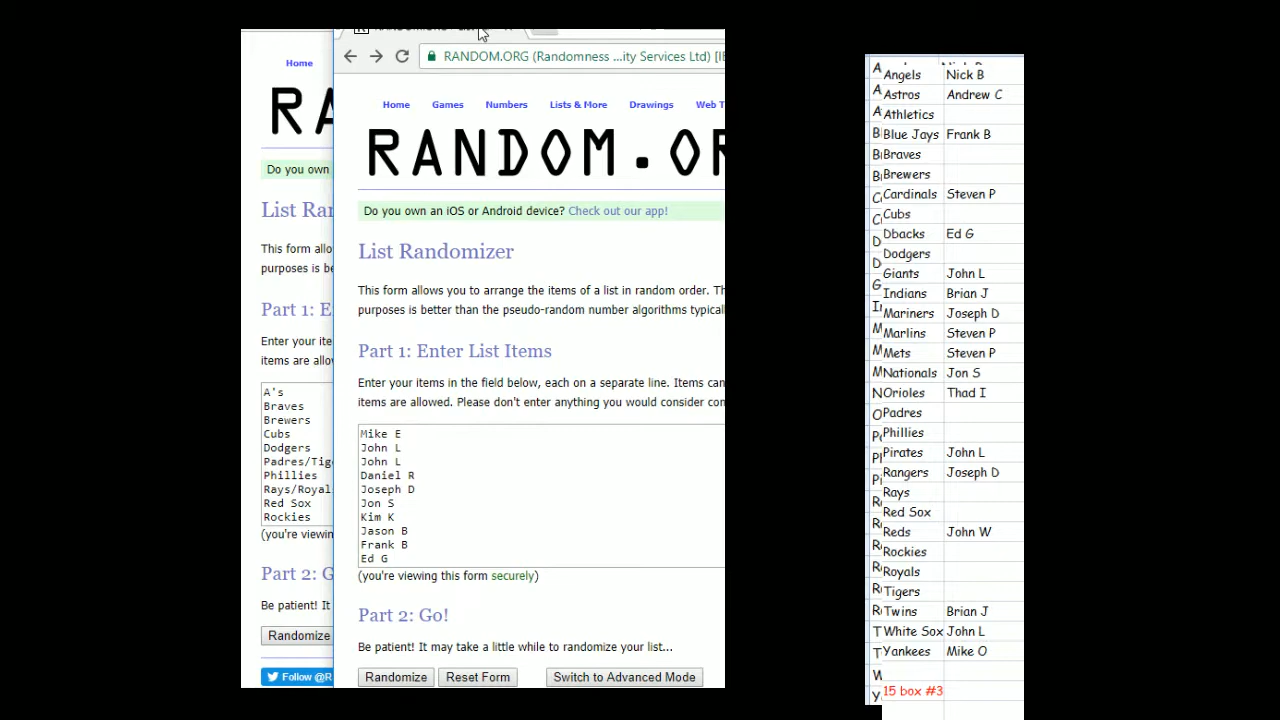 Home
RA
Do you own
List Ra
This form allo
purposes is be
Part 1: E
Enter your ite
items are allo
A's
Braves
Brewers
Cubs
Dodgers
Padres/Tig
Phillies
Rays/Royal
Red Sox
Rockies
(you're viewin
Part 2: G
Be patient! It
Randomize
Follow @R
RANDOM.ORG (Randomness ...ity Services Ltd) [IE
Home Games Numbers Lists & More Drawings Web T
RANDOM.OR
Do you own an iOS or Android device? Check out our app!
List Randomizer
This form allows you to arrange the items of a list in random order. Th
purposes is better than the pseudo-random number algorithms typical
Part 1: Enter List Items
Enter your items in the field below, each on a separate line. Items can
items are allowed. Please don't enter anything you would consider con
Mike E
John L
John L
Daniel R
Joseph D
Jon S
Kim K
Jason B
Frank B
Ed G
(you're viewing this form securely)
Part 2: Go!
Be patient! It may take a little while to randomize your list...
Randomize Reset Form Switch to Advanced Mode
Angels Nick B
Astros Andrew C
Athletics
Blue Jays Frank B
Braves
Brewers
Cardinals Steven P
Cubs
Dbacks Ed G
Dodgers
Giants John L
Indians Brian J
Mariners Joseph D
Marlins Steven P
Mets Steven P
Nationals Jon S
Orioles Thad I
Padres
Phillies
Pirates John L
Rangers Joseph D
Rays
Red Sox
Reds John W
Rockies
Royals
Tigers
Twins Brian J
White Sox John L
Yankees Mike O
15 box #3